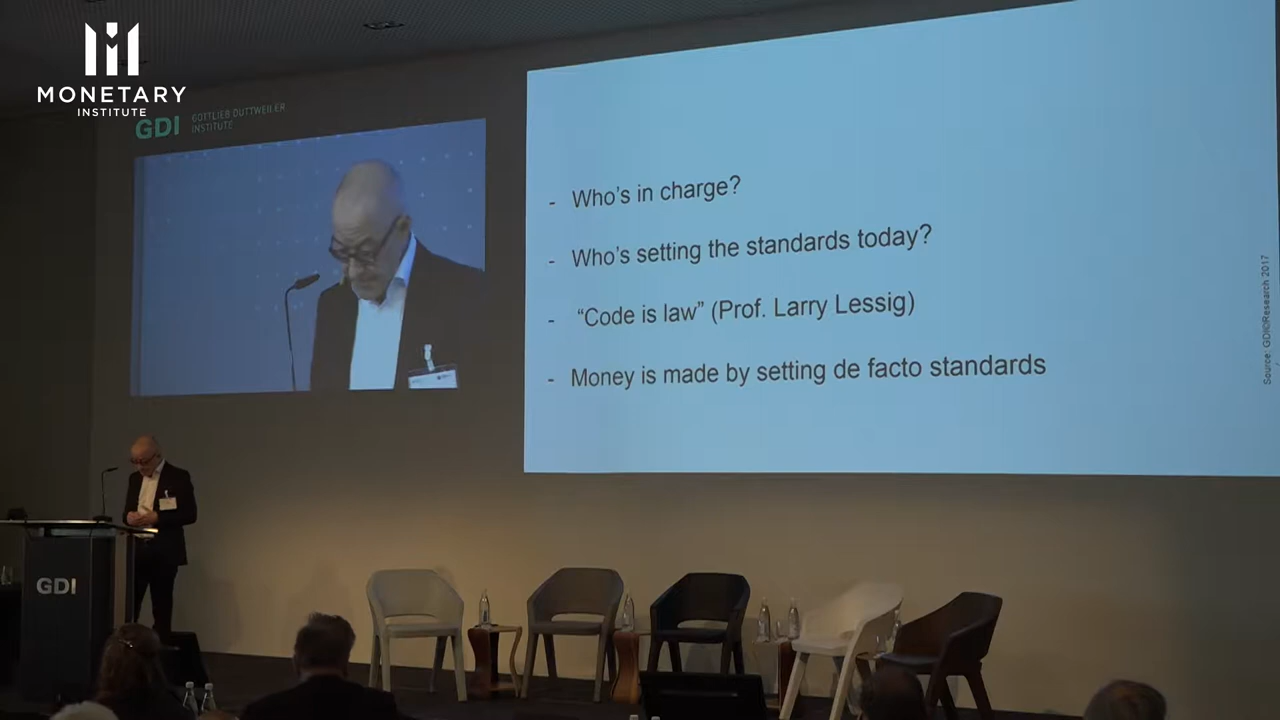 MONETARY
INSTITUTE
GDI
GOTTLIEB DUTTWEILER
INSTITUTE
- Who's in charge?
- Who's setting the standards today?
- “Code is law” (Prof. Larry Lessig)
- Money is made by setting de facto standards
Source: GDI©Research 2017
GDI